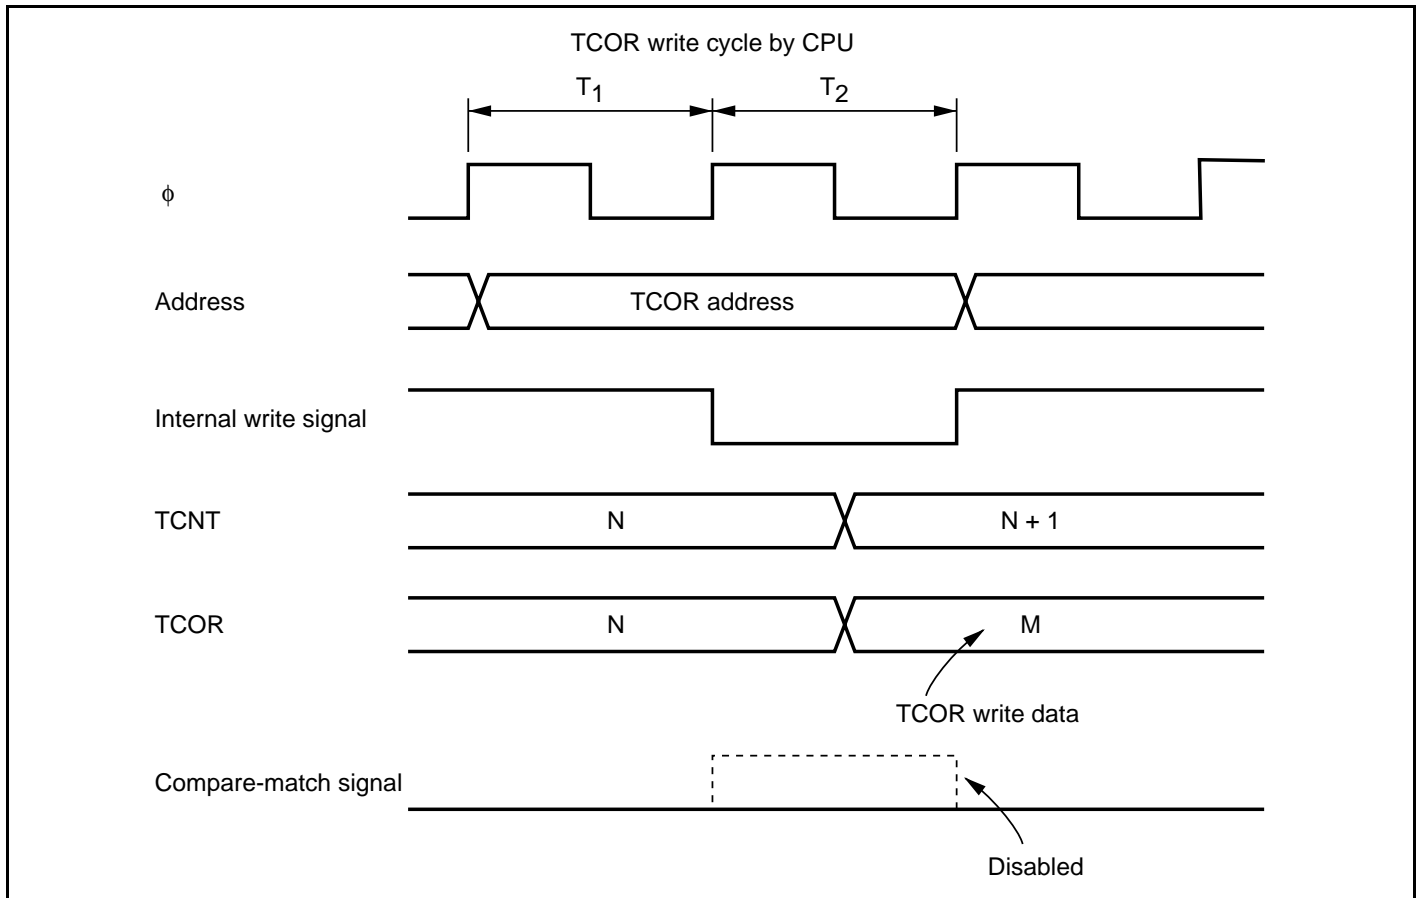 TCOR write cycle by CPU
T1 T2
ϕ
Address TCOR address
Internal write signal
TCNT N N + 1
TCOR N M
TCOR write data
Compare-match signal
Disabled